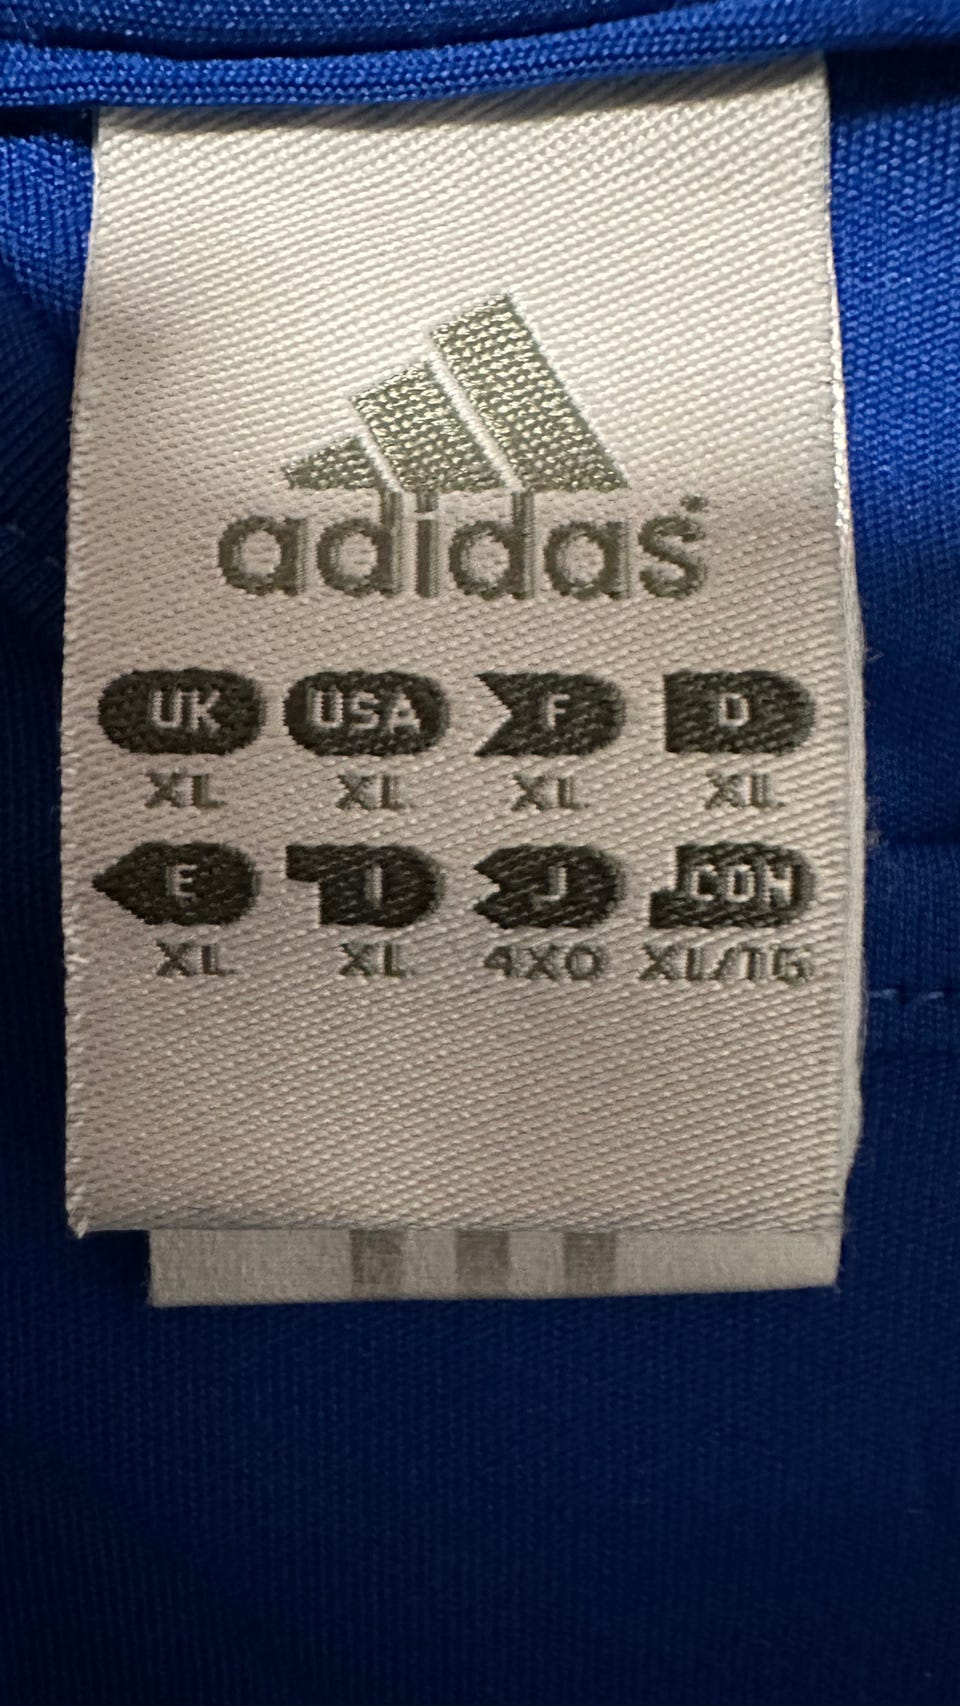 adidas
UK USA F D
XL XL XL XL
E I J CDN
XL XL 4XO XL/TG